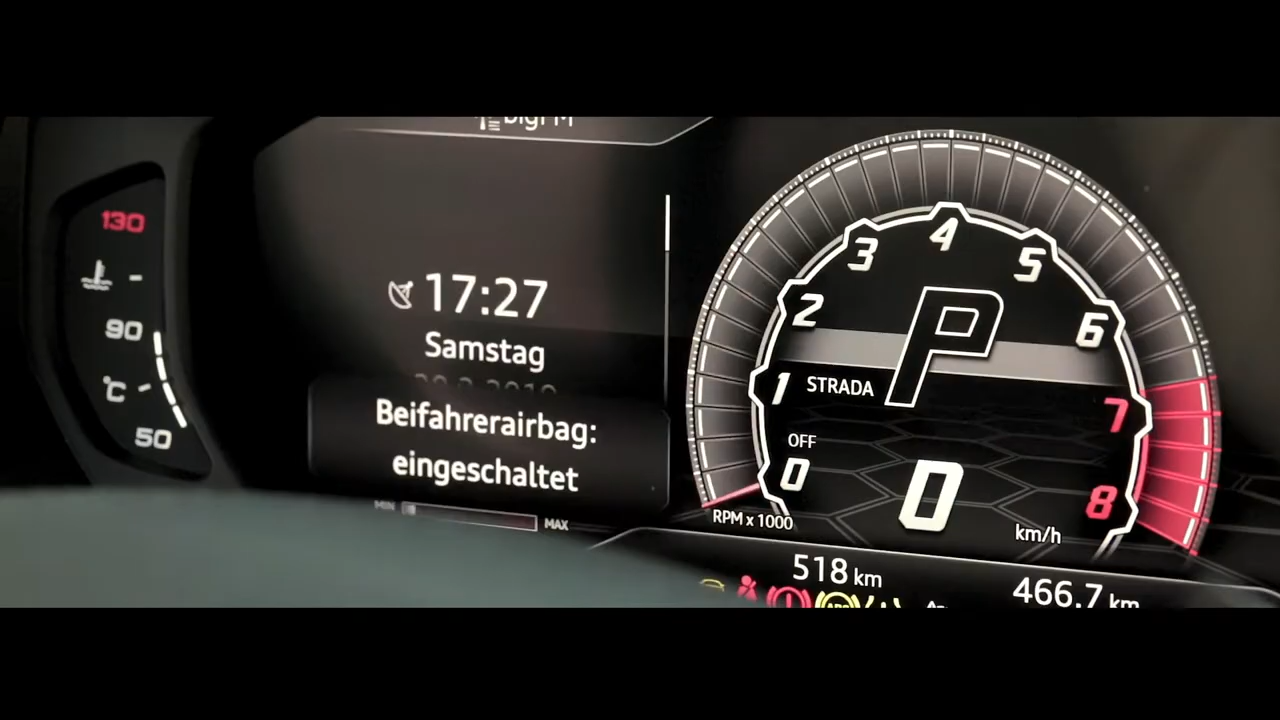 130
90
°C
50
17:27
Samstag
Beifahrerairbag:
eingeschaltet
MIN
MAX
0
1
2
3
4
5
6
7
8
P
STRADA
OFF
0
km/h
RPM x 1000
518 km
466.7 km